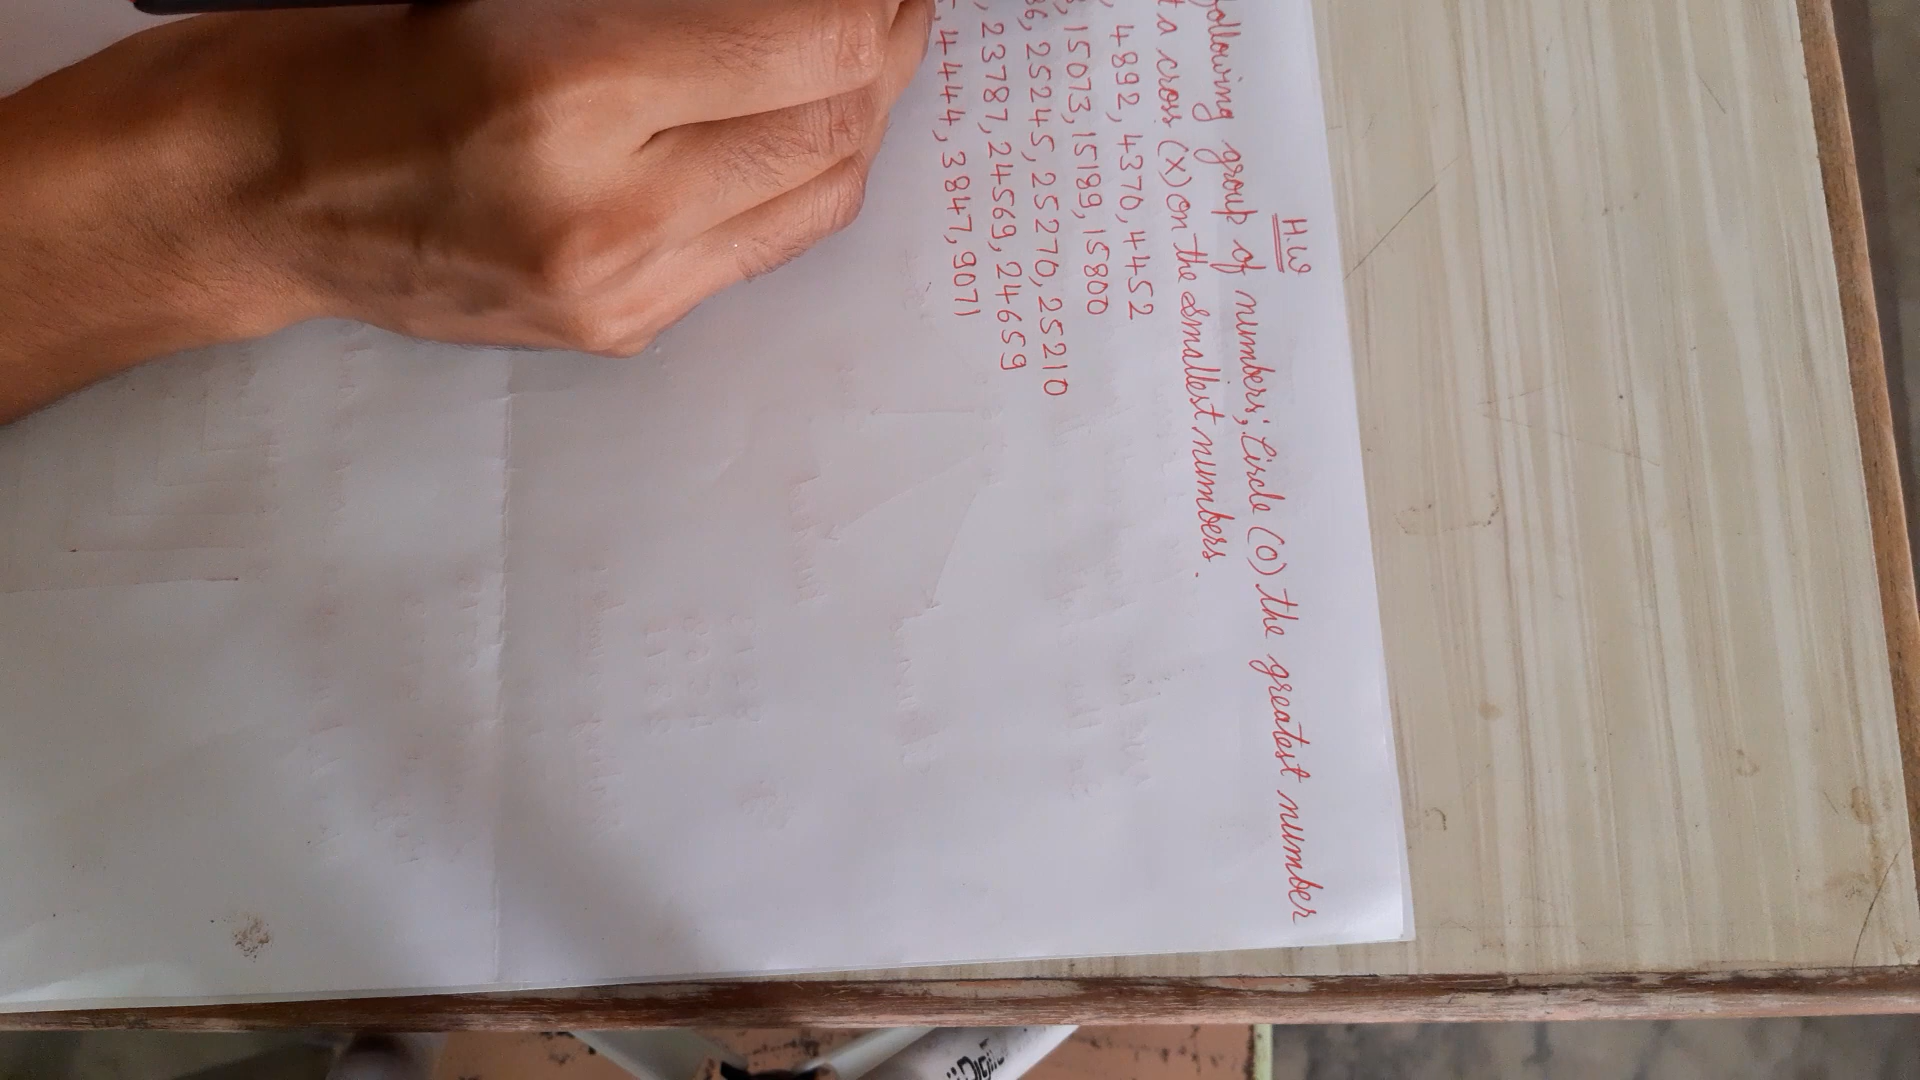 H.W
following group of numbers; Circle (O) the greatest number
a cross (X) on the smallest numbers.
, 4892, 4370, 4452
, 15073, 15189, 15800
6, 25245, 25270, 25210
, 23787, 24569, 24659
, 4444, 3847, 9071